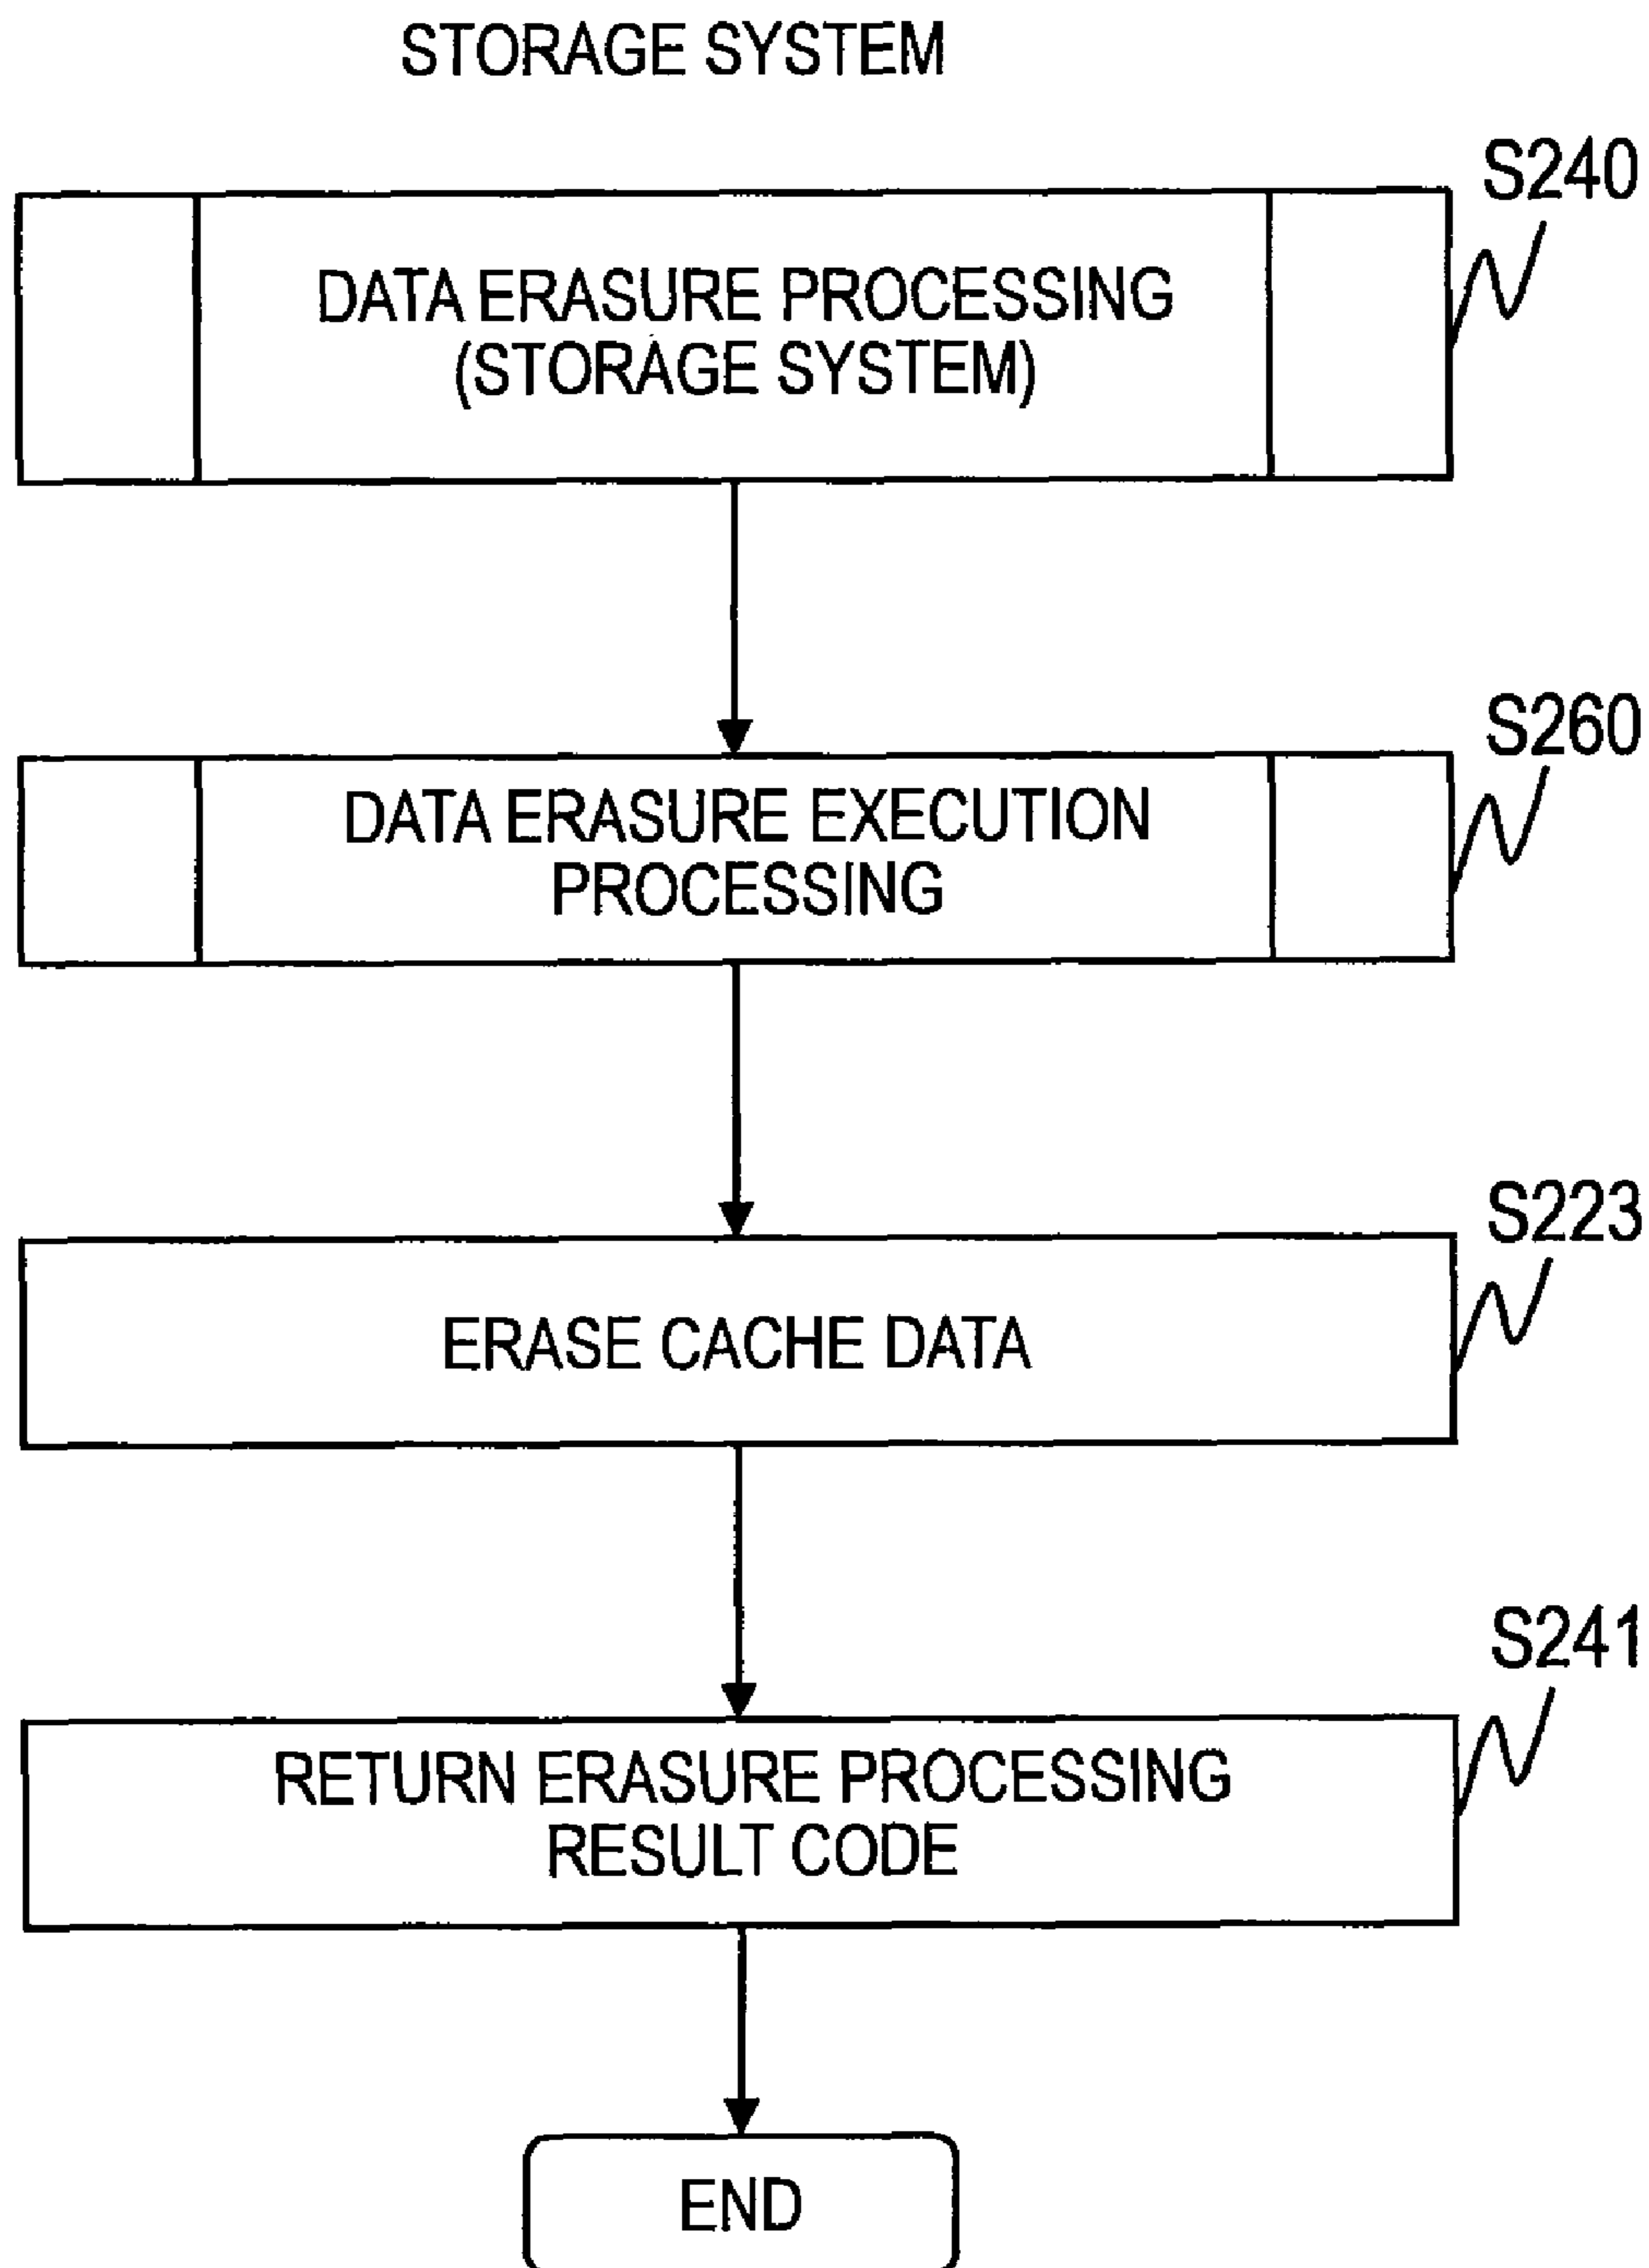 STORAGE SYSTEM
S240
DATA ERASURE PROCESSING
(STORAGE SYSTEM)
S260
DATA ERASURE EXECUTION
PROCESSING
S223
ERASE CACHE DATA
S241
RETURN ERASURE PROCESSING
RESULT CODE
END